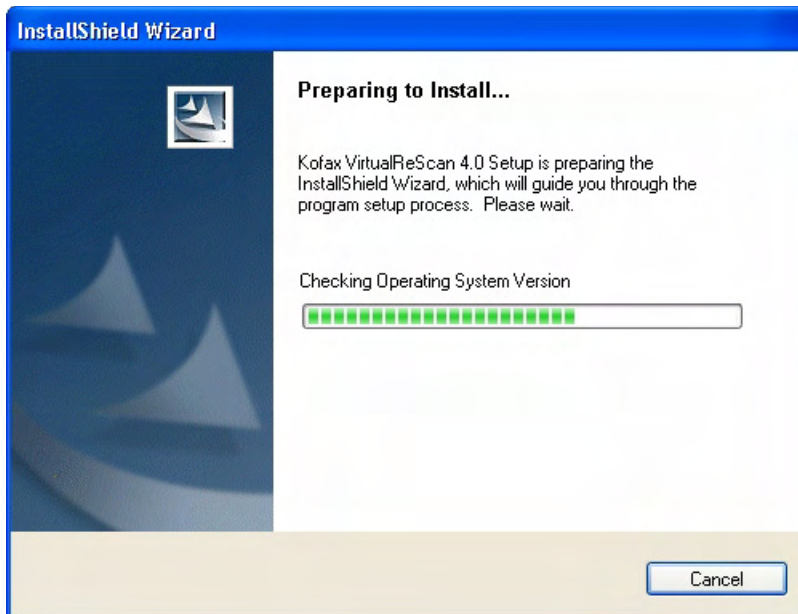 InstallShield Wizard
Preparing to Install...
Kofax VirtualReScan 4.0 Setup is preparing the
InstallShield Wizard, which will guide you through the
program setup process.  Please wait.
Checking Operating System Version
Cancel